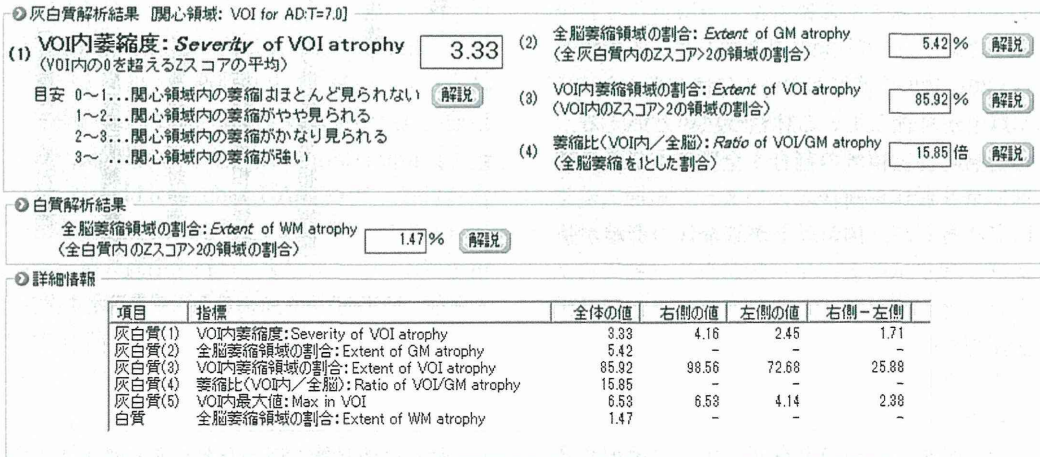 灰白質解析結果 [関心領域: VOI for AD:T=7.0]
(1) VOI内萎縮度: Severity of VOI atrophy 3.33
(VOI内の0を超えるZスコアの平均)
目安 0〜1...関心領域内の萎縮はほとんど見られない 解説
1〜2...関心領域内の萎縮がやや見られる
2〜3...関心領域内の萎縮がかなり見られる
3〜 ...関心領域内の萎縮が強い
(2) 全脳萎縮領域の割合: Extent of GM atrophy 5.42 % 解説
(全灰白質内のZスコア>2の領域の割合)
(3) VOI内萎縮領域の割合: Extent of VOI atrophy 85.92 % 解説
(VOI内のZスコア>2の領域の割合)
(4) 萎縮比(VOI内/全脳): Ratio of VOI/GM atrophy 15.85 倍 解説
(全脳萎縮を1とした割合)
白質解析結果
全脳萎縮領域の割合: Extent of WM atrophy 1.47 % 解説
(全白質内のZスコア>2の領域の割合)
詳細情報
項目 指標 全体の値 右側の値 左側の値 右側-左側
灰白質(1) VOI内萎縮度: Severity of VOI atrophy 3.33 4.16 2.45 1.71
灰白質(2) 全脳萎縮領域の割合: Extent of GM atrophy 5.42 - - -
灰白質(3) VOI内萎縮領域の割合: Extent of VOI atrophy 85.92 98.56 72.68 25.88
灰白質(4) 萎縮比(VOI内/全脳): Ratio of VOI/GM atrophy 15.85 - - -
灰白質(5) VOI内最大値: Max in VOI 6.53 6.53 4.14 2.38
白質 全脳萎縮領域の割合: Extent of WM atrophy 1.47 - - -